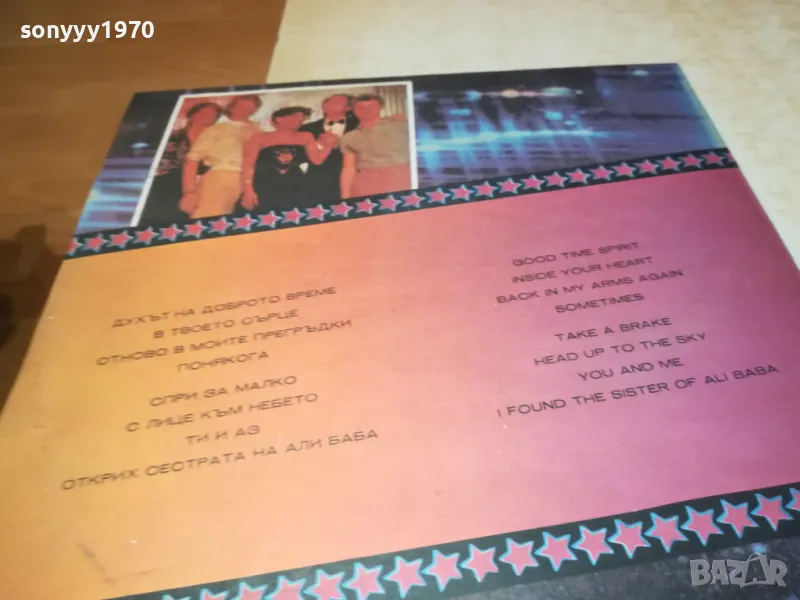 sonyyy1970
ДУХЪТ НА ДОБРОТО ВРЕМЕ
В ТВОЕТО СЪРЦЕ
ОТНОВО В МОИТЕ ПРЕГРЪДКИ
ПОНЯКОГА
СПРИ ЗА МАЛКО
С ЛИЦЕ КЪМ НЕБЕТО
ТИ И АЗ
ОТКРИХ СЕСТРАТА НА АЛИ БАБА
GOOD TIME SPIRIT
INSIDE YOUR HEART
BACK IN MY ARMS AGAIN
SOMETIMES
TAKE A BRAKE
HEAD UP TO THE SKY
YOU AND ME
I FOUND THE SISTER OF ALI BABA
BAZAR